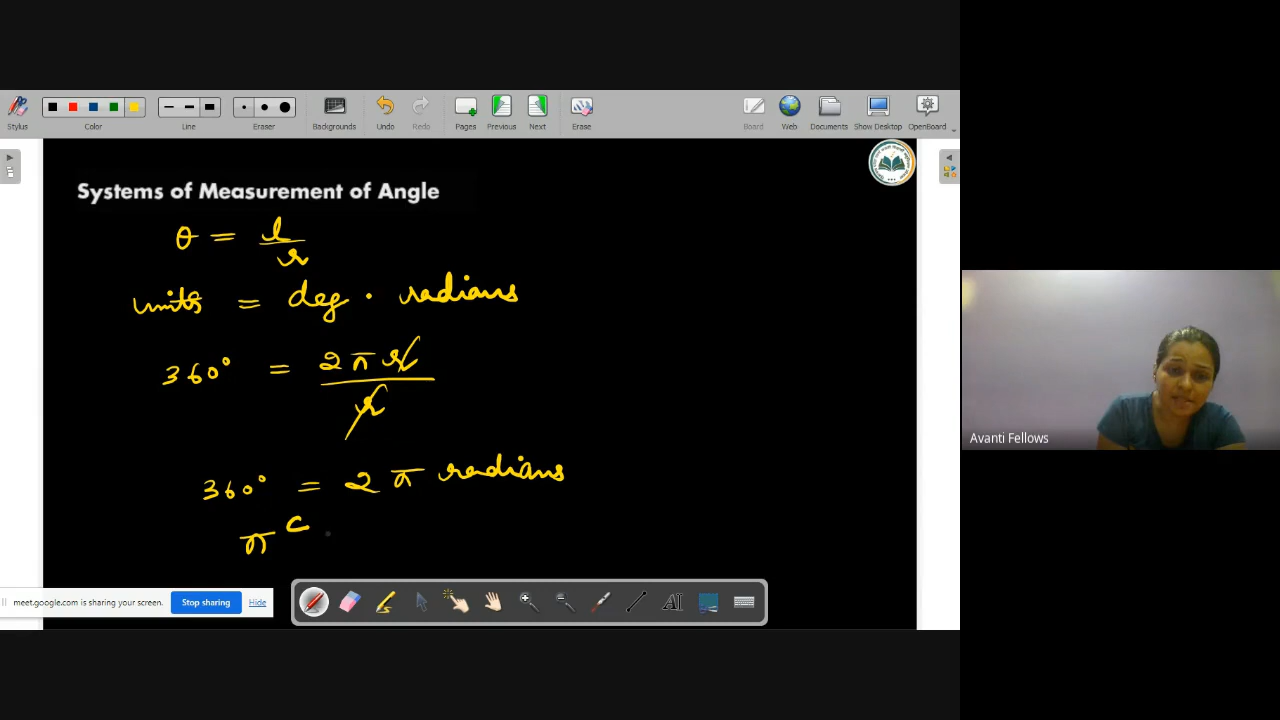 Stylus
Color
Line
Eraser
Backgrounds
Undo
Redo
Pages
Previous
Next
Erase
Board
Web
Documents
Show Desktop
OpenBoard
Systems of Measurement of Angle
θ = l/r
units = deg . radians
360° = 2πr/r
360° = 2π radians
π^c
meet.google.com is sharing your screen.
Stop sharing
Hide
Avanti Fellows